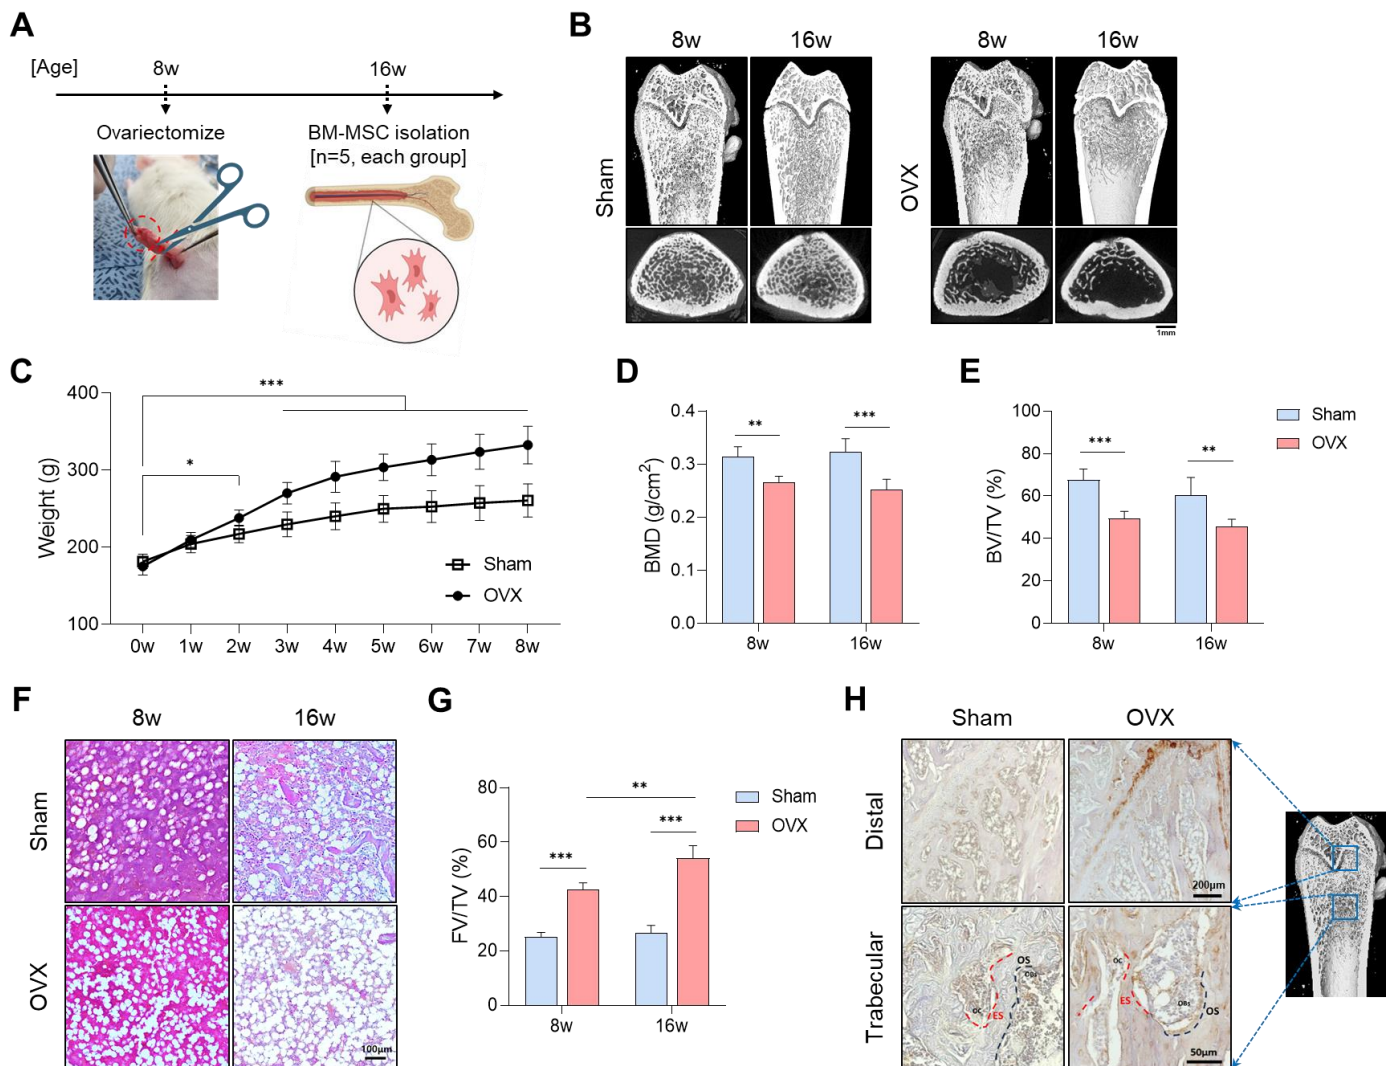 A
[Age]
8w
16w
Ovariectomize
BM-MSC isolation
[n=5, each group]
B
8w
16w
8w
16w
Sham
OVX
1mm
C
***
*
Weight (g)
400
300
200
100
Sham
OVX
0w 1w 2w 3w 4w 5w 6w 7w 8w
D
BMD (g/cm²)
0.4
0.3
0.2
0.1
0.0
**
***
8w
16w
E
BV/TV (%)
100
80
60
40
20
0
***
**
8w
16w
Sham
OVX
F
8w
16w
Sham
OVX
100μm
G
FV/TV (%)
80
60
40
20
0
***
**
***
Sham
OVX
8w
16w
H
Sham
OVX
Distal
200μm
Trabecular
OS
OC
ES
OC
ES
OS
50μm